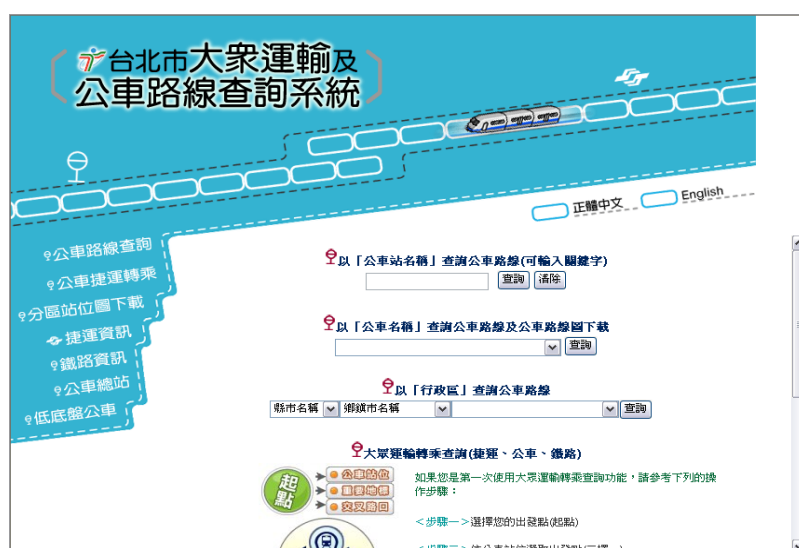 台北市大眾運輸及
公車路線查詢系統
正體中文
English
公車路線查詢
公車捷運轉乘
分區站位圖下載
捷運資訊
鐵路資訊
公車總站
低底盤公車
以「公車站名稱」查詢公車路線(可輸入關鍵字)
查詢 清除
以「公車名稱」查詢公車路線及公車路線圖下載
查詢
以「行政區」查詢公車路線
縣市名稱 鄉鎮市名稱 查詢
大眾運輸轉乘查詢(捷運、公車、鐵路)
起點
公車站位
重要地標
交叉路口
如果您是第一次使用大眾運輸轉乘查詢功能，請參考下列的操
作步驟：
<步驟一>選擇您的出發點(起點)